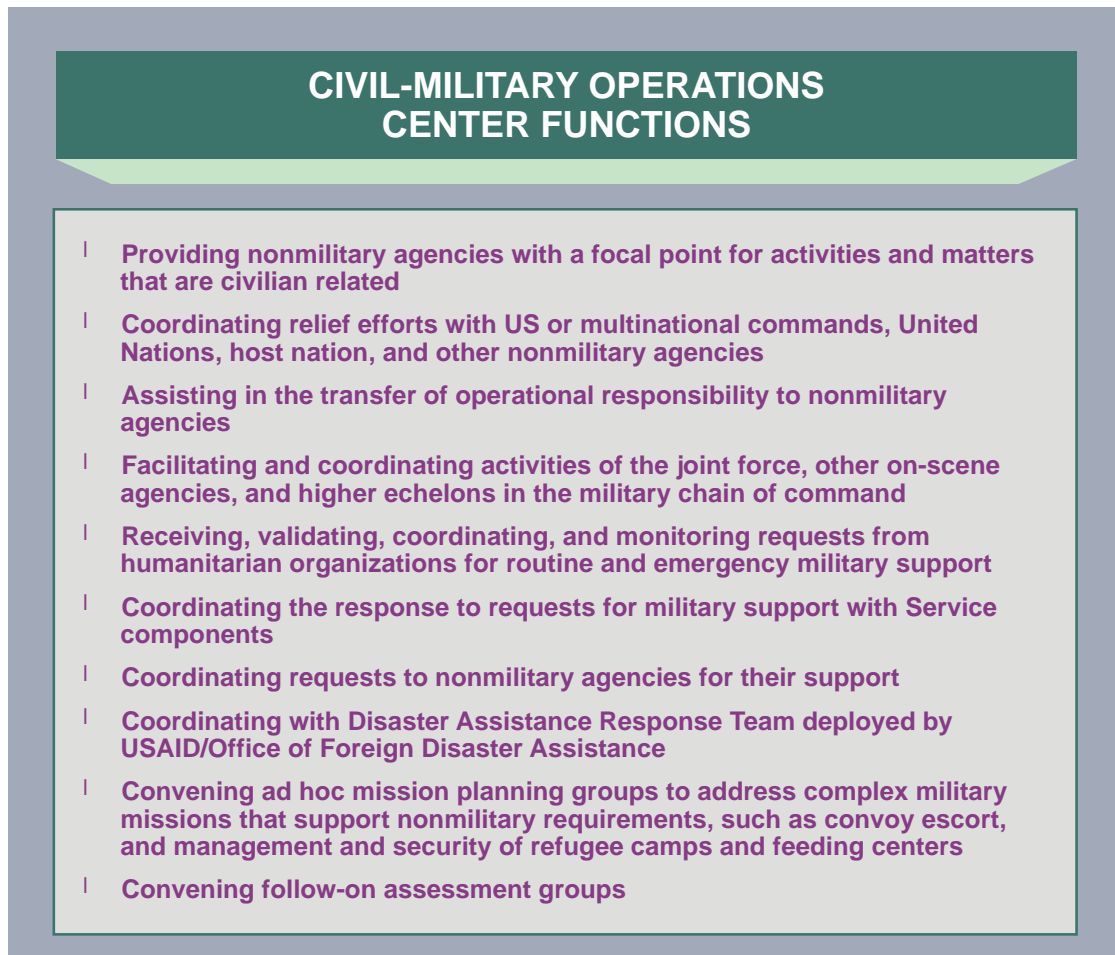 CIVIL-MILITARY OPERATIONS
CENTER FUNCTIONS
l Providing nonmilitary agencies with a focal point for activities and matters
that are civilian related
l Coordinating relief efforts with US or multinational commands, United
Nations, host nation, and other nonmilitary agencies
l Assisting in the transfer of operational responsibility to nonmilitary
agencies
l Facilitating and coordinating activities of the joint force, other on-scene
agencies, and higher echelons in the military chain of command
l Receiving, validating, coordinating, and monitoring requests from
humanitarian organizations for routine and emergency military support
l Coordinating the response to requests for military support with Service
components
l Coordinating requests to nonmilitary agencies for their support
l Coordinating with Disaster Assistance Response Team deployed by
USAID/Office of Foreign Disaster Assistance
l Convening ad hoc mission planning groups to address complex military
missions that support nonmilitary requirements, such as convoy escort,
and management and security of refugee camps and feeding centers
l Convening follow-on assessment groups